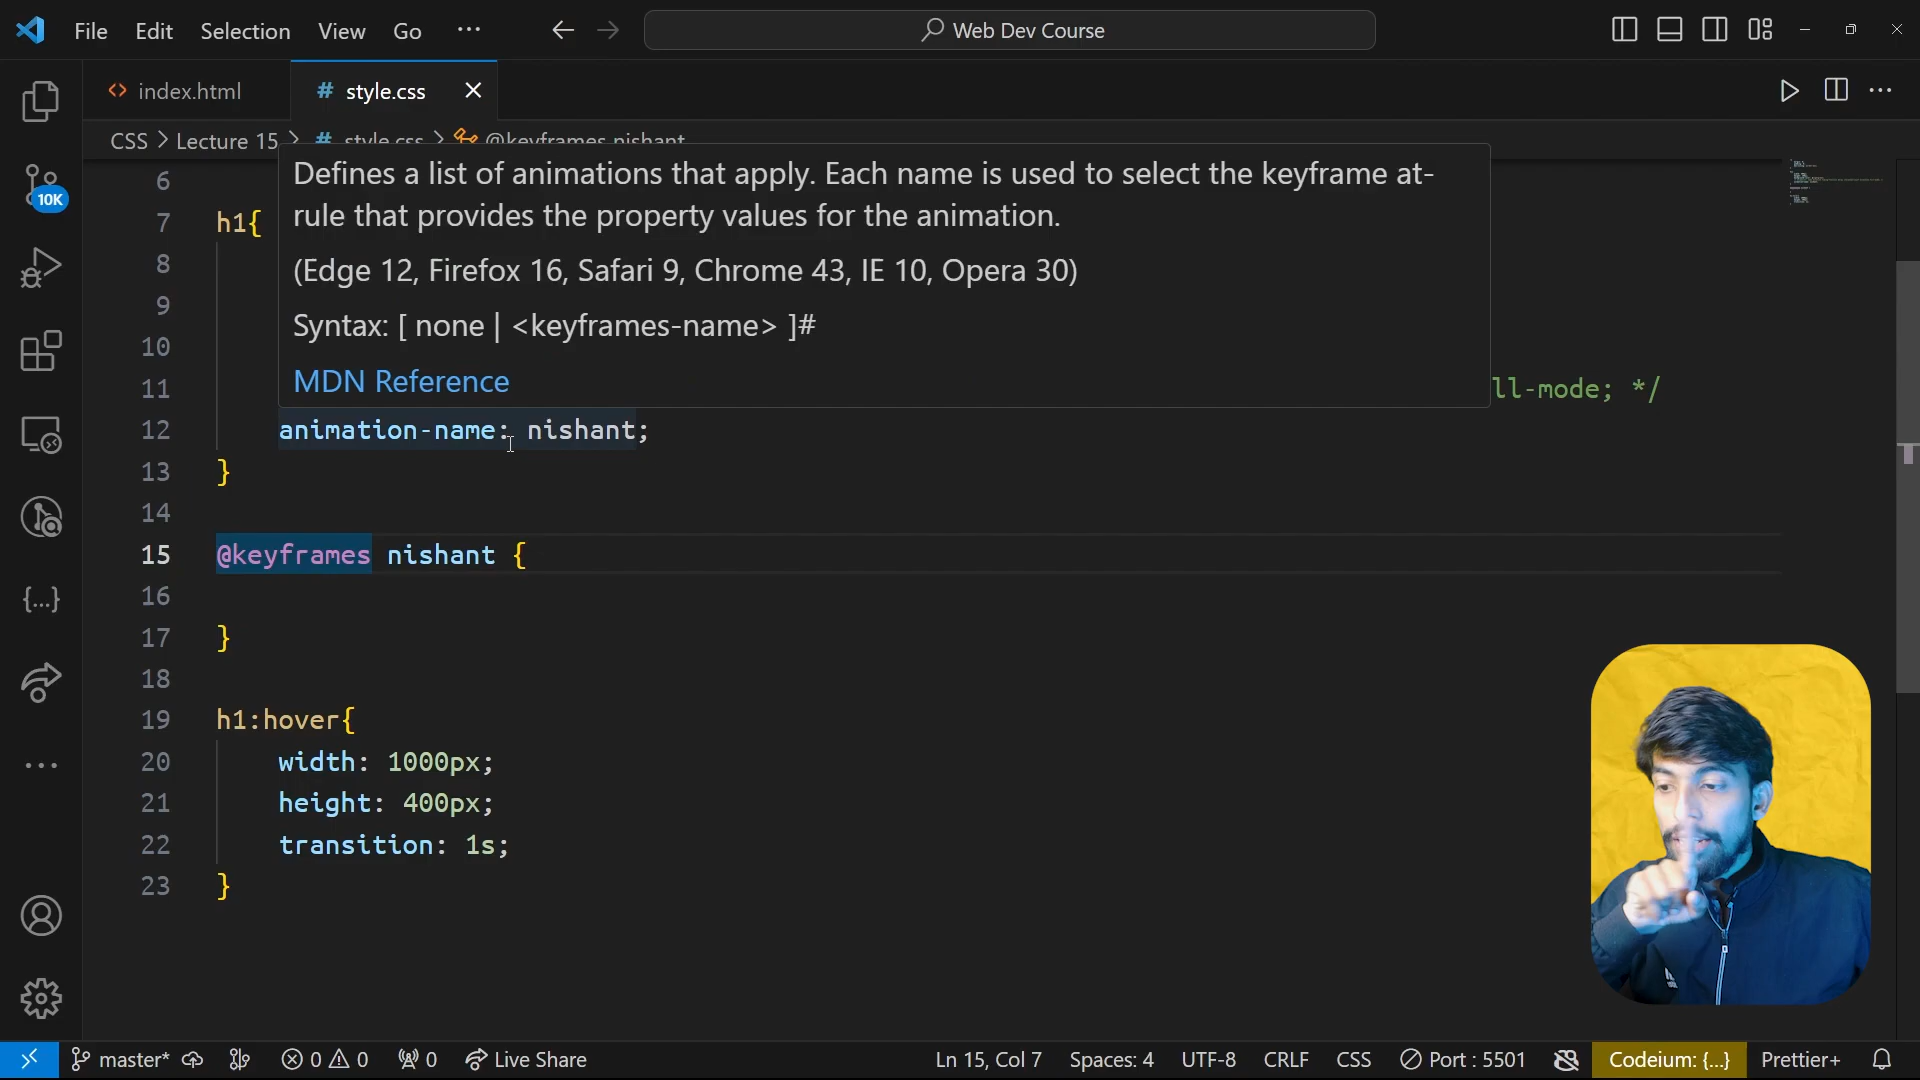 File Edit Selection View Go ··· Web Dev Course
index.html # style.css
CSS > Lecture 15 > # style.css > @keyframes nishant
Defines a list of animations that apply. Each name is used to select the keyframe at-
rule that provides the property values for the animation.
(Edge 12, Firefox 16, Safari 9, Chrome 43, IE 10, Opera 30)
Syntax: [ none | <keyframes-name> ]#
MDN Reference
10K
6
7 h1{
8
9
10
11 ll-mode; */
12 animation-name: nishant;
13 }
14
15 @keyframes nishant {
16
17 }
18
19 h1:hover{
20 width: 1000px;
21 height: 400px;
22 transition: 1s;
23 }
master* 0 0 0 Live Share Ln 15, Col 7 Spaces: 4 UTF-8 CRLF CSS Port : 5501 Codeium: {...} Prettier+